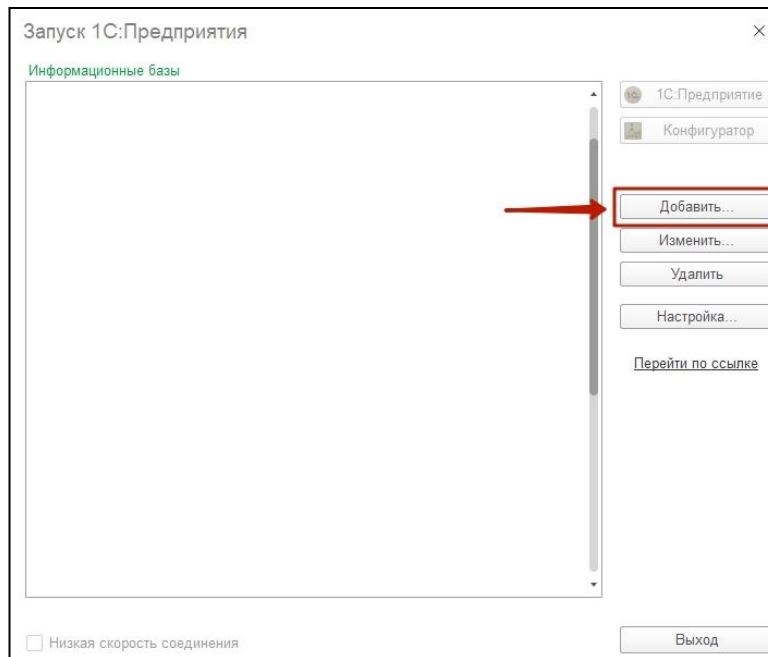 Запуск 1С:Предприятия
Информационные базы
1С:Предприятие
Конфигуратор
Добавить...
Изменить...
Удалить
Настройка...
Перейти по ссылке
Низкая скорость соединения
Выход